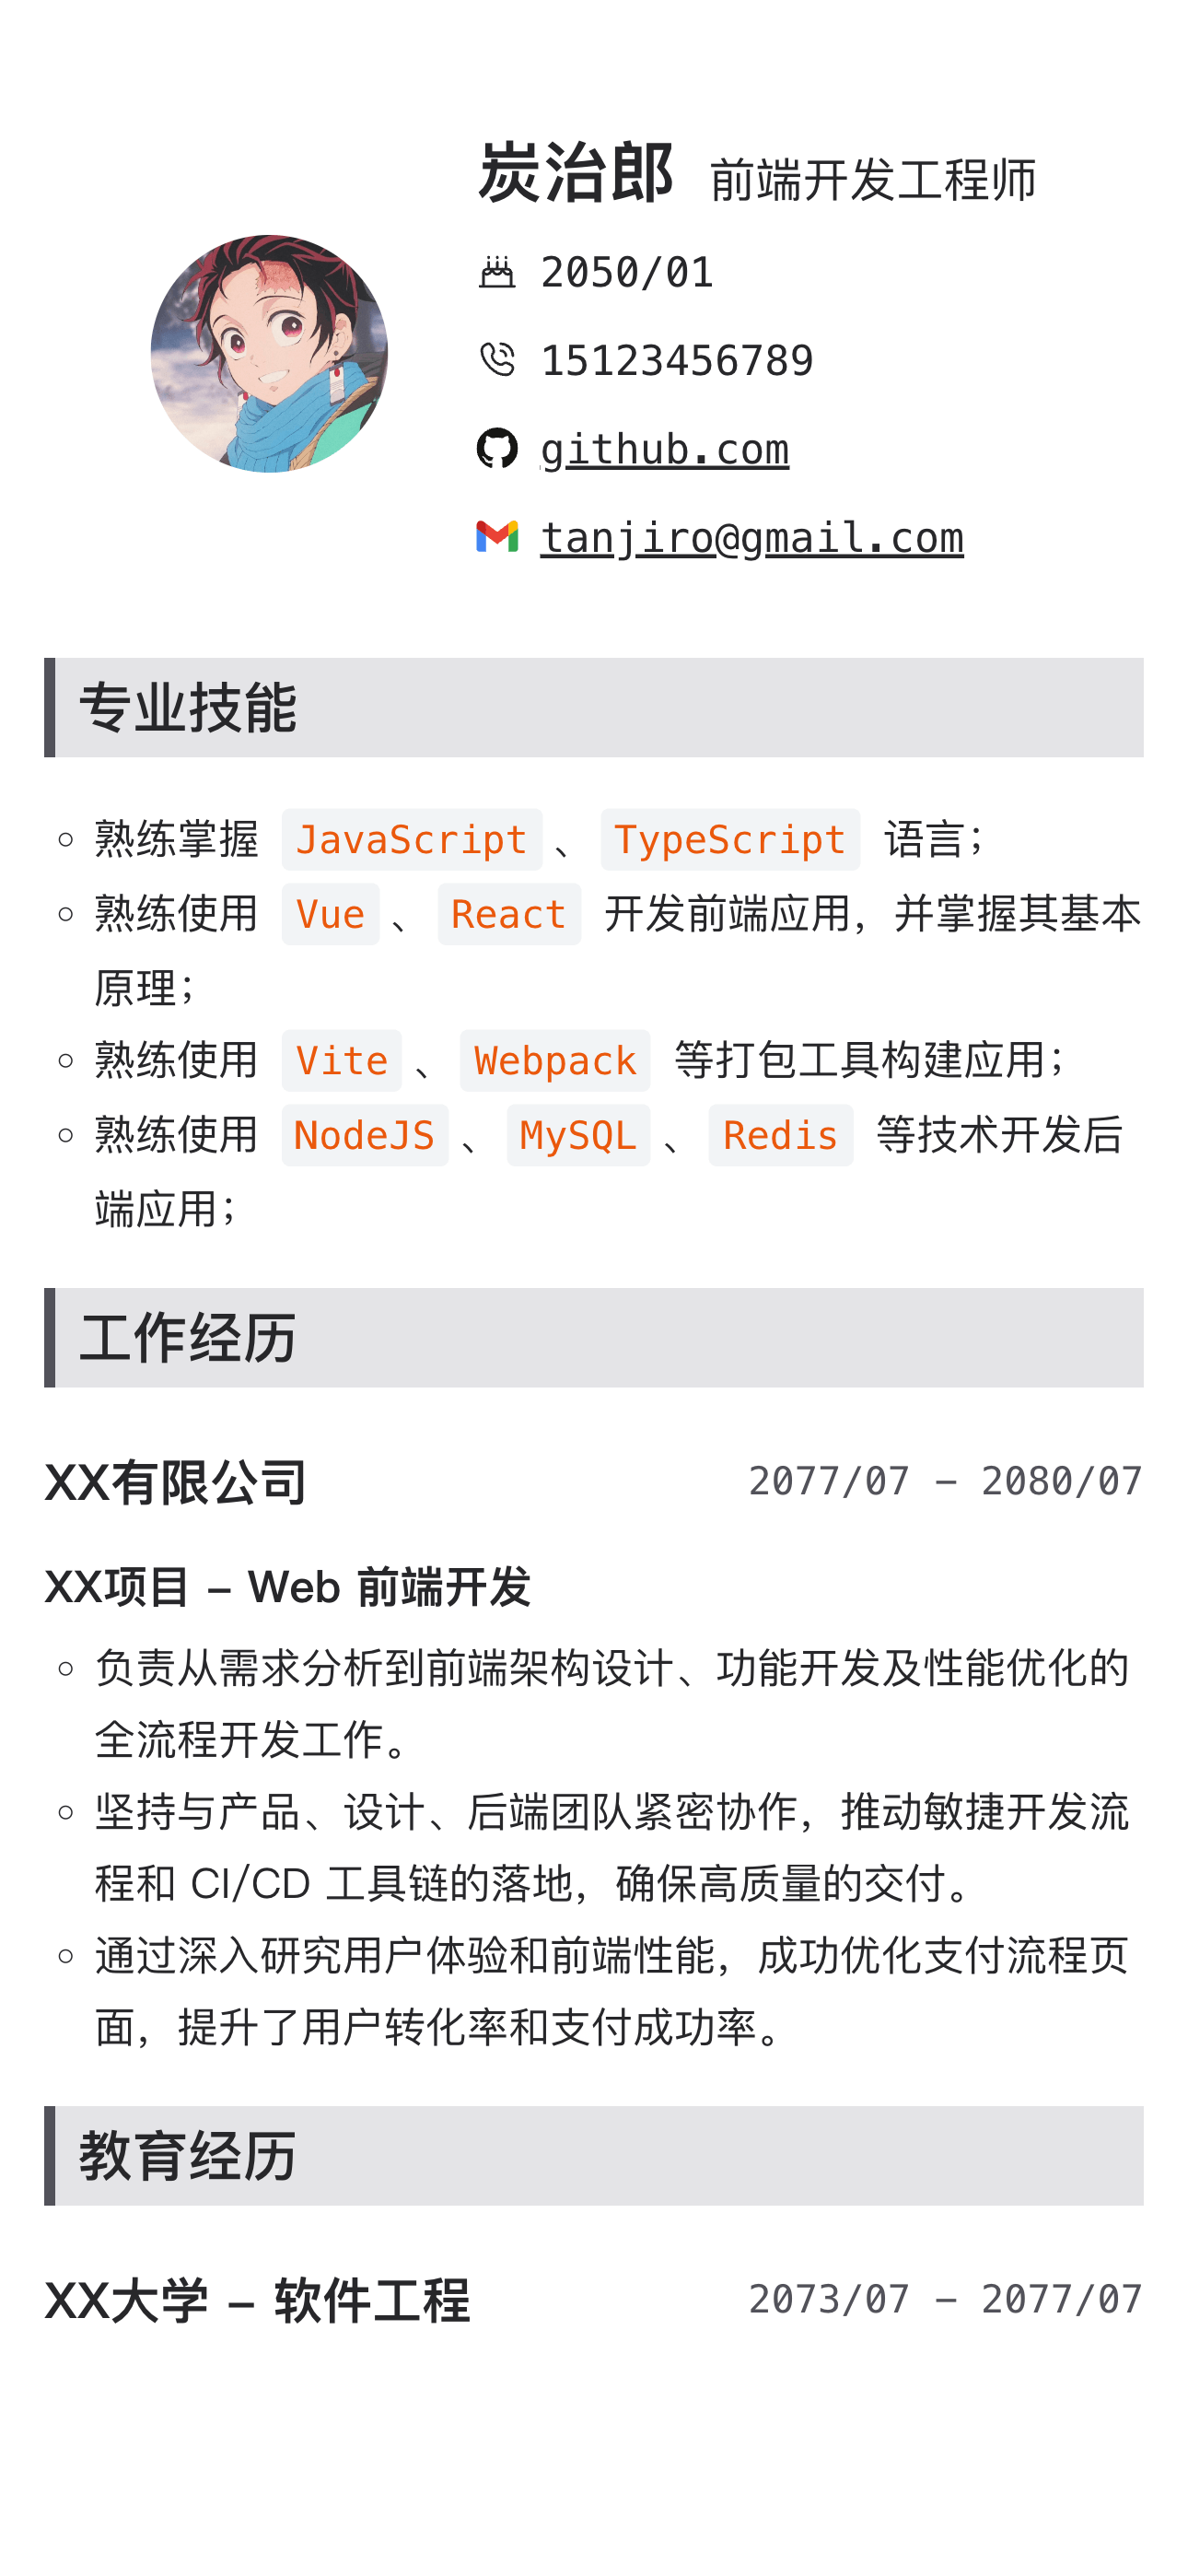 炭治郎 前端开发工程师
2050/01
15123456789
github.com
tanjiro@gmail.com
专业技能
熟练掌握 JavaScript 、 TypeScript 语言；
熟练使用 Vue 、 React 开发前端应用，并掌握其基本
原理；
熟练使用 Vite 、 Webpack 等打包工具构建应用；
熟练使用 NodeJS 、 MySQL 、 Redis 等技术开发后
端应用；
工作经历
XX有限公司 2077/07 - 2080/07
XX项目 - Web 前端开发
负责从需求分析到前端架构设计、功能开发及性能优化的
全流程开发工作。
坚持与产品、设计、后端团队紧密协作，推动敏捷开发流
程和 CI/CD 工具链的落地，确保高质量的交付。
通过深入研究用户体验和前端性能，成功优化支付流程页
面，提升了用户转化率和支付成功率。
教育经历
XX大学 - 软件工程 2073/07 - 2077/07